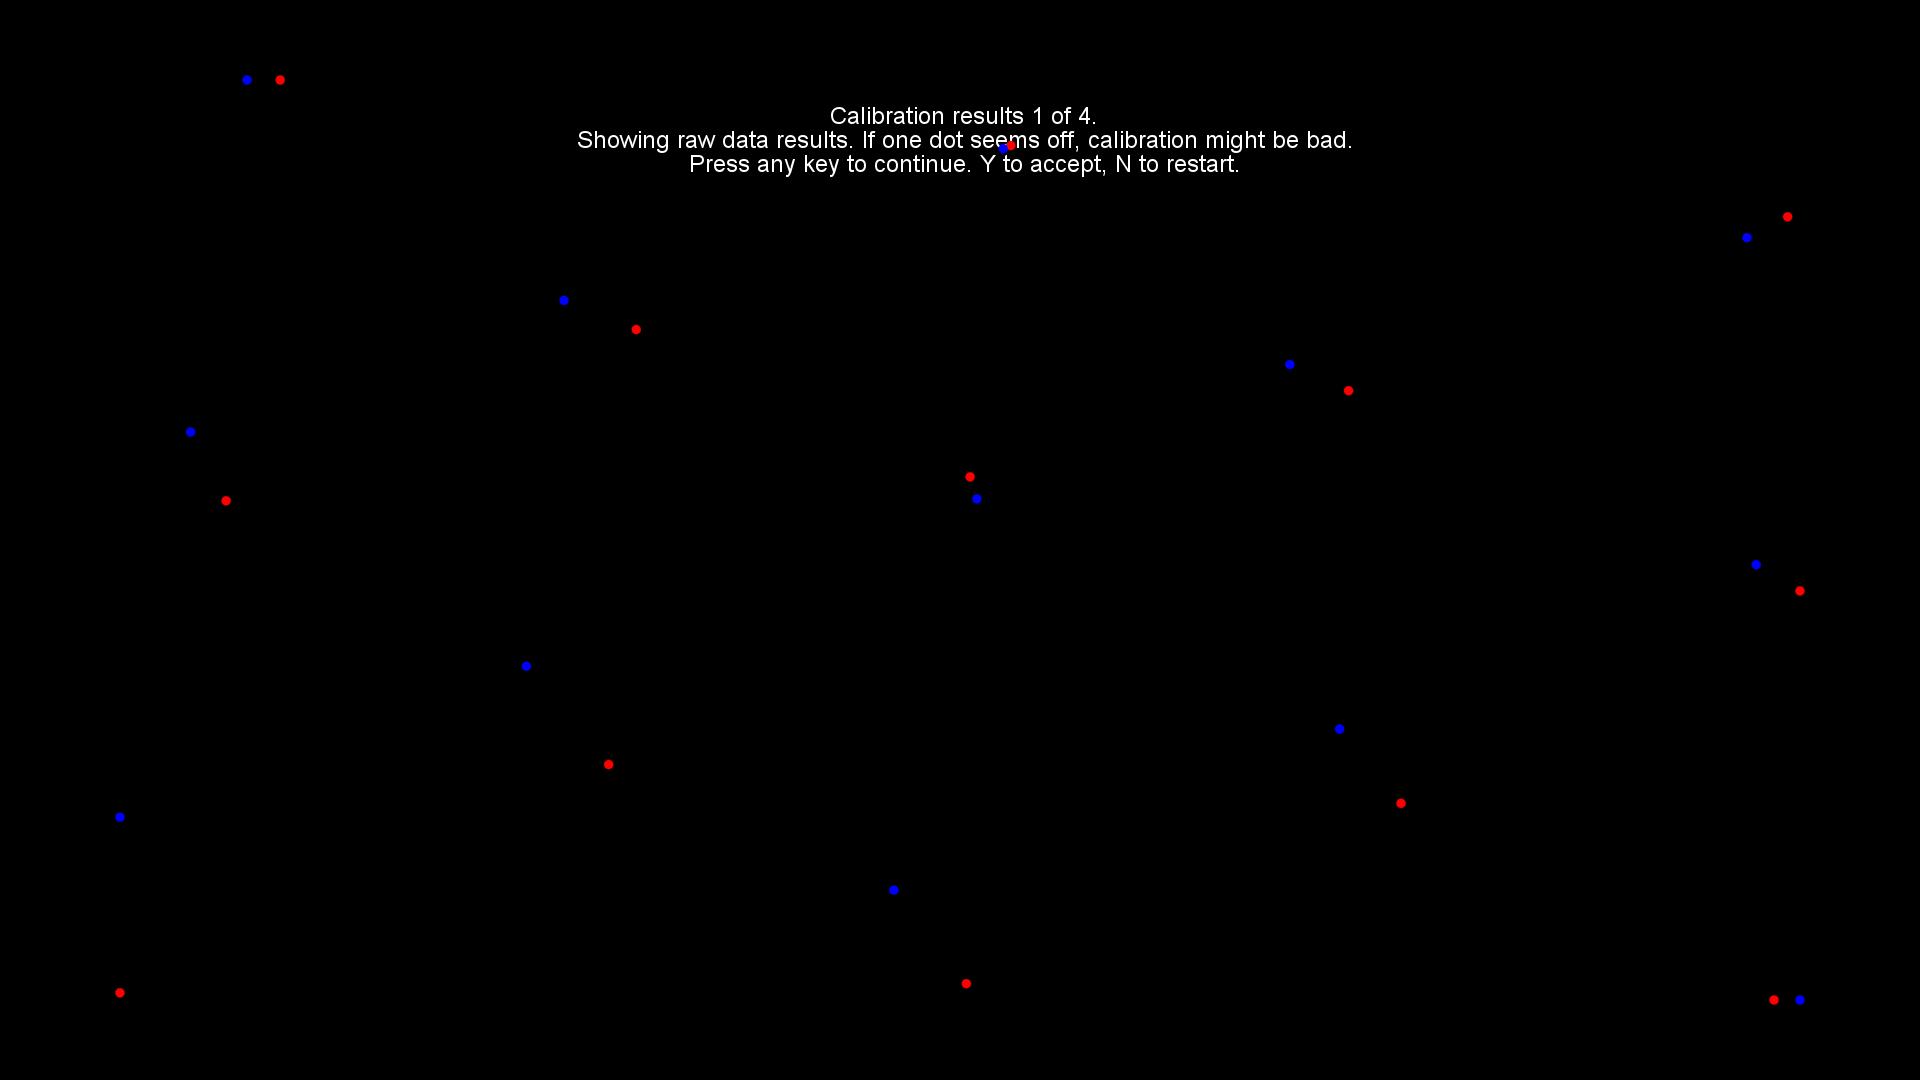 Calibration results 1 of 4.
Showing raw data results. If one dot seems off, calibration might be bad.
Press any key to continue. Y to accept, N to restart.